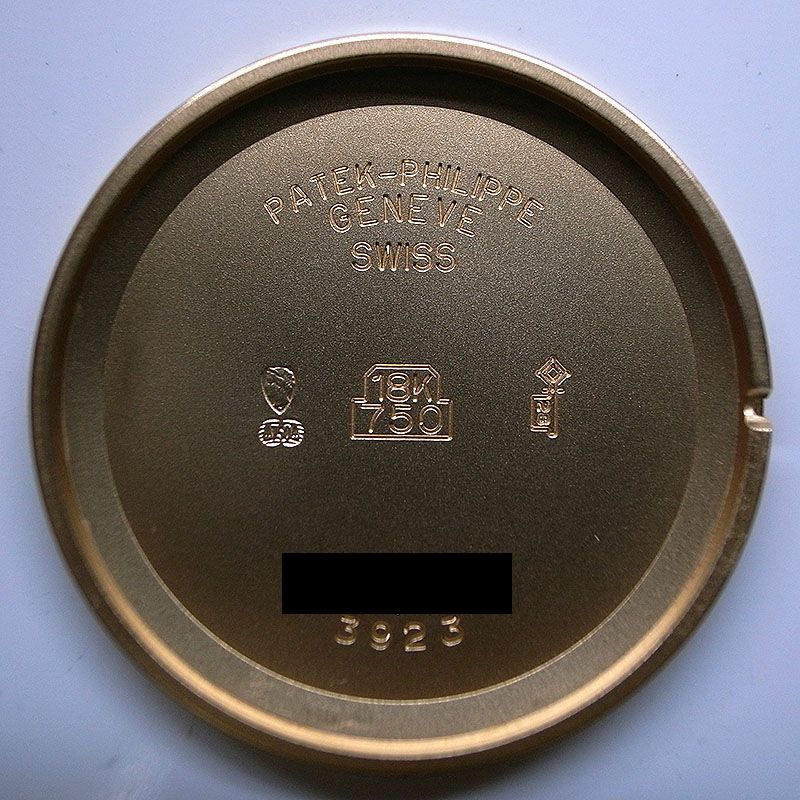 PATEK-PHILIPPE
GENEVE
SWISS
18K
750
3923